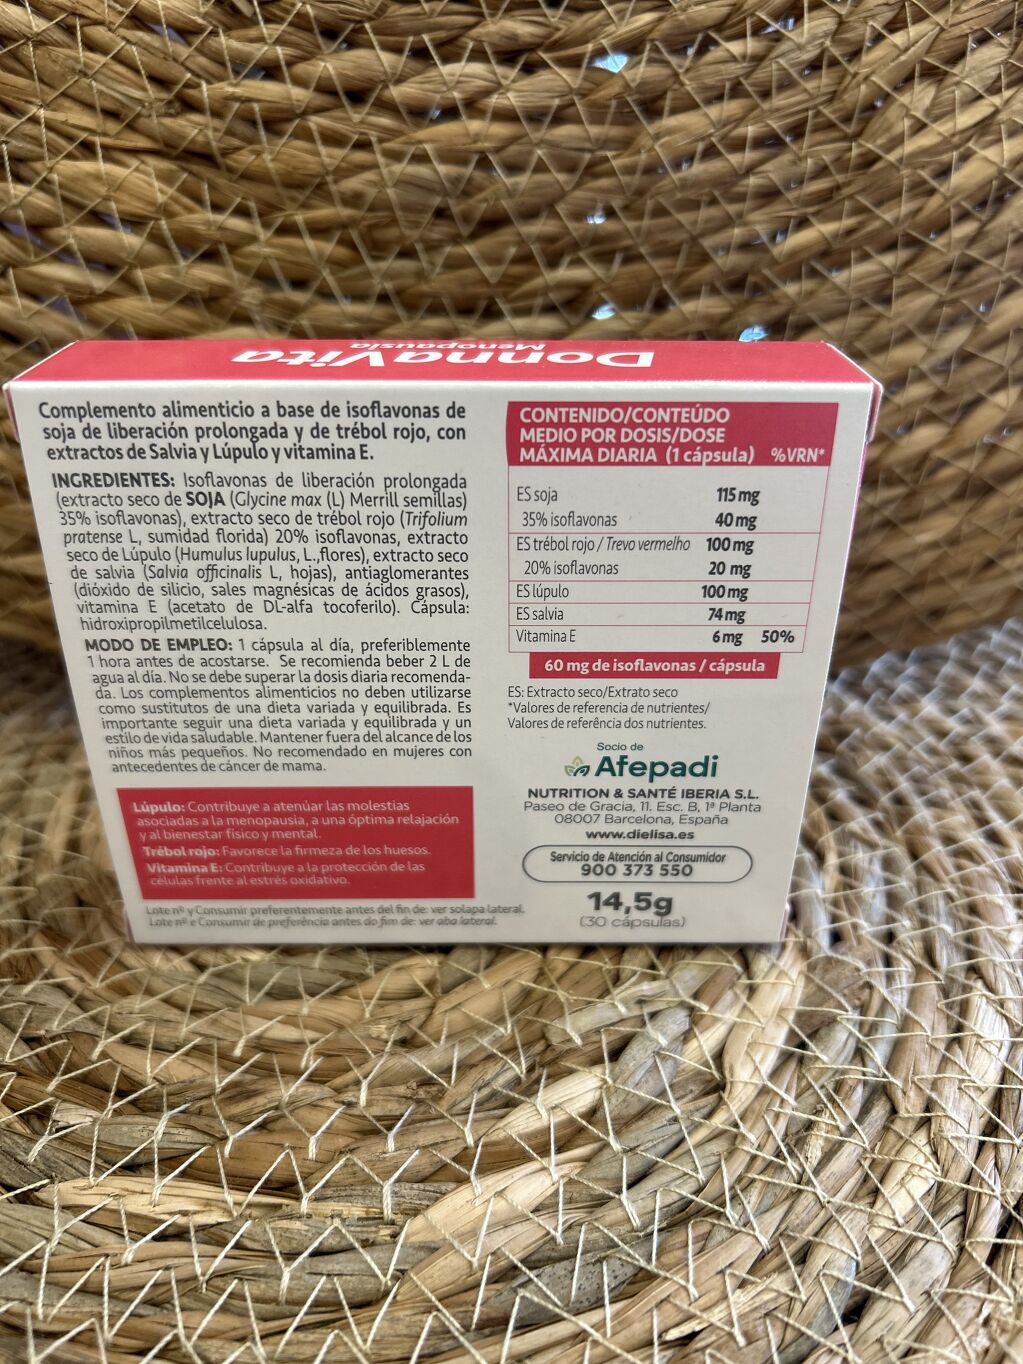 DonnaVita
Menopausia
Complemento alimenticio a base de isoflavonas de
soja de liberación prolongada y de trébol rojo, con
extractos de Salvia y Lúpulo y vitamina E.
INGREDIENTES: Isoflavonas de liberación prolongada
(extracto seco de SOJA (Glycine max (L) Merrill semillas)
35% isoflavonas), extracto seco de trébol rojo (Trifolium
pratense L, sumidad florida) 20% isoflavonas, extracto
seco de Lúpulo (Humulus lupulus, L.,flores), extracto seco
de salvia (Salvia officinalis L, hojas), antiaglomerantes
(dióxido de silicio, sales magnésicas de ácidos grasos),
vitamina E (acetato de DL-alfa tocoferilo). Cápsula:
hidroxipropilmetilcelulosa.
MODO DE EMPLEO: 1 cápsula al día, preferiblemente
1 hora antes de acostarse. Se recomienda beber 2 L de
agua al día. No se debe superar la dosis diaria recomenda-
da. Los complementos alimenticios no deben utilizarse
como sustitutos de una dieta variada y equilibrada. Es
importante seguir una dieta variada y equilibrada y un
estilo de vida saludable. Mantener fuera del alcance de los
niños más pequeños. No recomendado en mujeres con
antecedentes de cáncer de mama.
Lúpulo: Contribuye a atenúar las molestias
asociadas a la menopausia, a una óptima relajación
y al bienestar físico y mental.
Trébol rojo: Favorece la firmeza de los huesos.
Vitamina E: Contribuye a la protección de las
células frente al estrés oxidativo.
Lote nº y Consumir preferentemente antes del fin de: ver solapa lateral.
Lote nº e Consumir de preferência antes do fim de: ver aba lateral.
CONTENIDO/CONTEÚDO
MEDIO POR DOSIS/DOSE
MÁXIMA DIARIA (1 cápsula) %VRN*
ES soja 115 mg
35% isoflavonas 40 mg
ES trébol rojo / Trevo vermelho 100 mg
20% isoflavonas 20 mg
ES lúpulo 100 mg
ES salvia 74 mg
Vitamina E 6 mg 50%
60 mg de isoflavonas / cápsula
ES: Extracto seco/Extrato seco
*Valores de referencia de nutrientes/
Valores de referência dos nutrientes.
Socio de
Afepadi
NUTRITION & SANTÉ IBERIA S.L.
Paseo de Gracia, 11. Esc. B, 1ª Planta
08007 Barcelona, España
www.dielisa.es
Servicio de Atención al Consumidor
900 373 550
14,5g
(30 cápsulas)